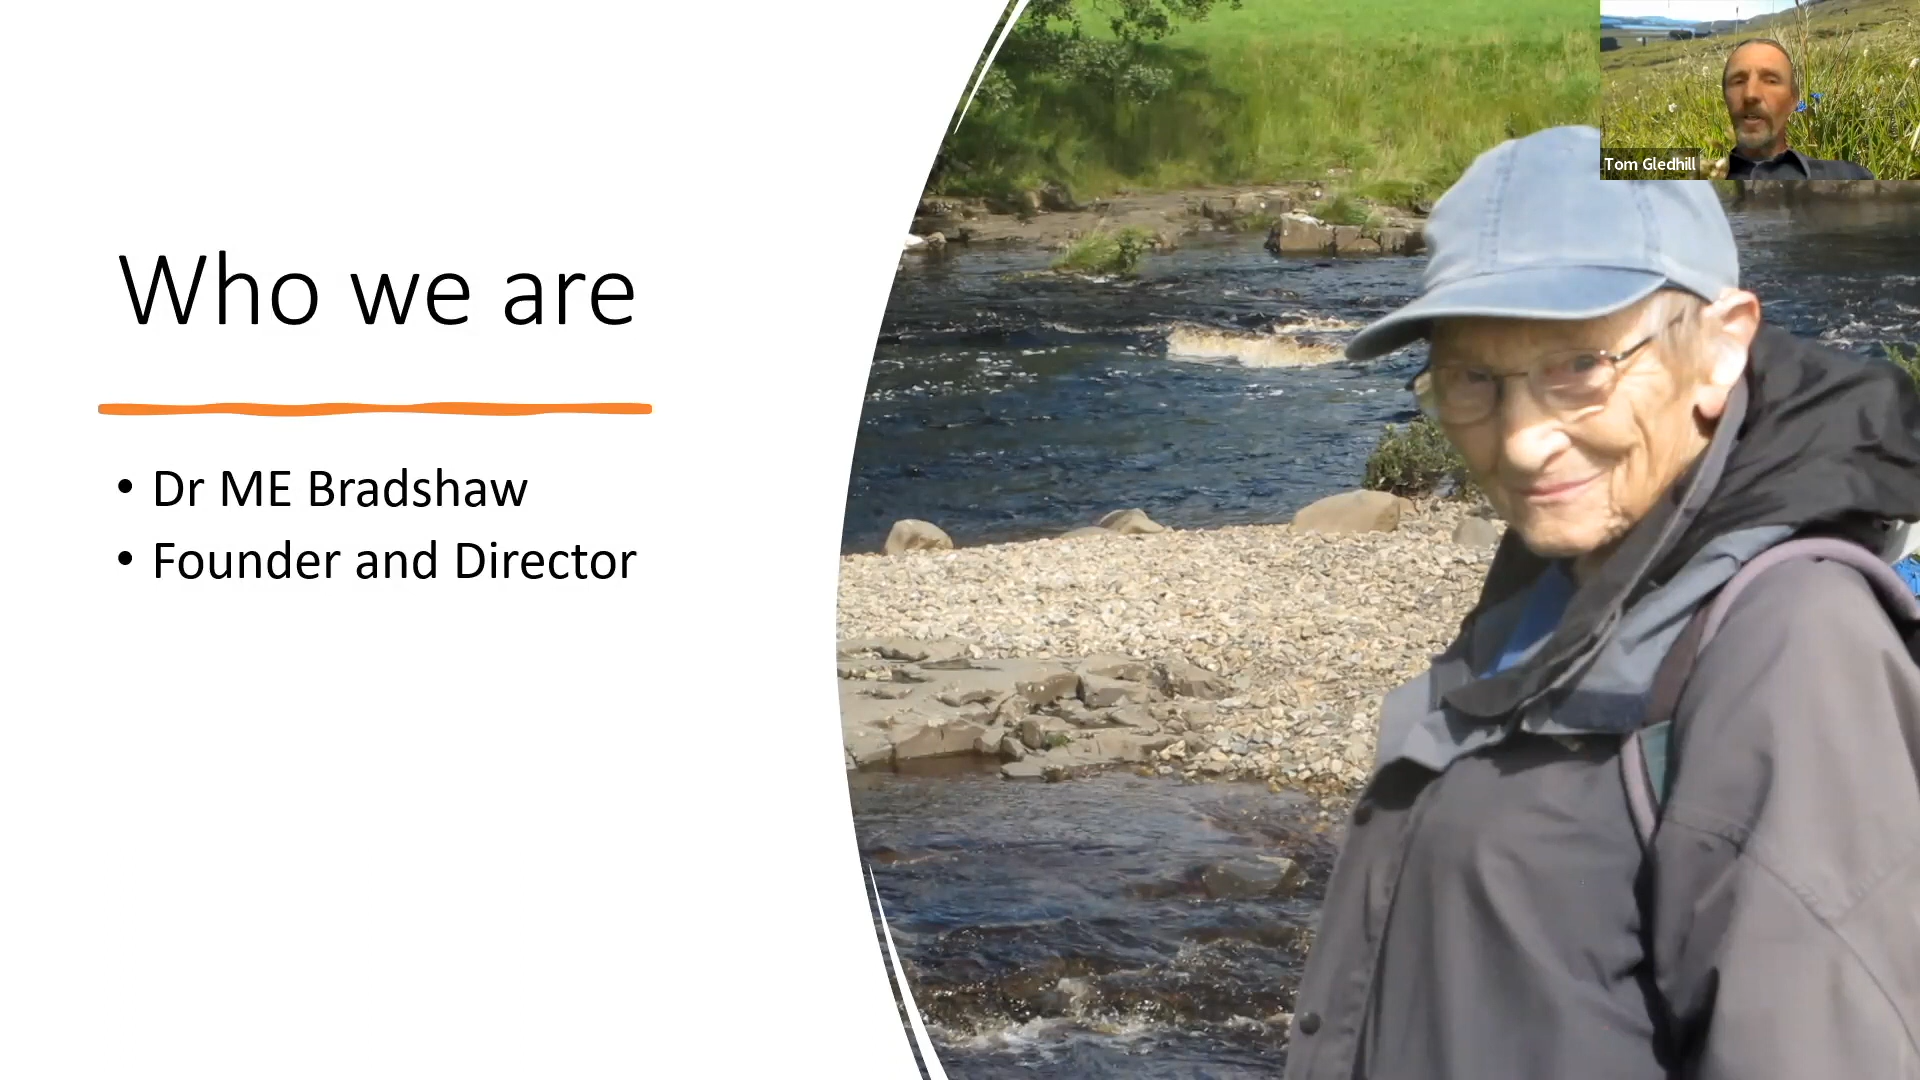 Who we are
• Dr ME Bradshaw
• Founder and Director
Tom Gledhill